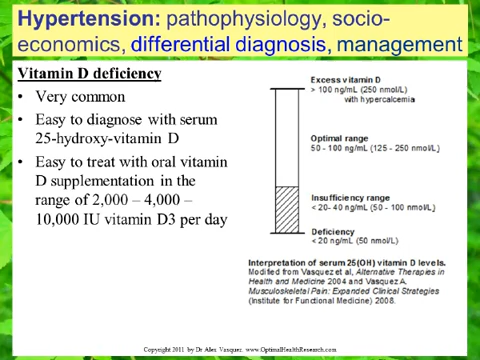 Hypertension: pathophysiology, socio-
economics, differential diagnosis, management
Vitamin D deficiency
• Very common
• Easy to diagnose with serum
25-hydroxy-vitamin D
• Easy to treat with oral vitamin
D supplementation in the
range of 2,000 – 4,000 –
10,000 IU vitamin D3 per day
Excess vitamin D
> 100 ng/mL (250 nmol/L)
with hypercalcemia
Optimal range
50 - 100 ng/mL (125 - 250 nmol/L)
Insufficiency range
< 20- 40 ng/mL (50 - 100 nmol/L)
Deficiency
< 20 ng/mL (50 nmol/L)
Interpretation of serum 25(OH) vitamin D levels.
Modified from Vasquez et al, Alternative Therapies in
Health and Medicine 2004 and Vasquez A.
Musculoskeletal Pain: Expanded Clinical Strategies
(Institute for Functional Medicine) 2008.
Copyright 2011 by Dr Alex Vasquez www.OptimalHealthResearch.com